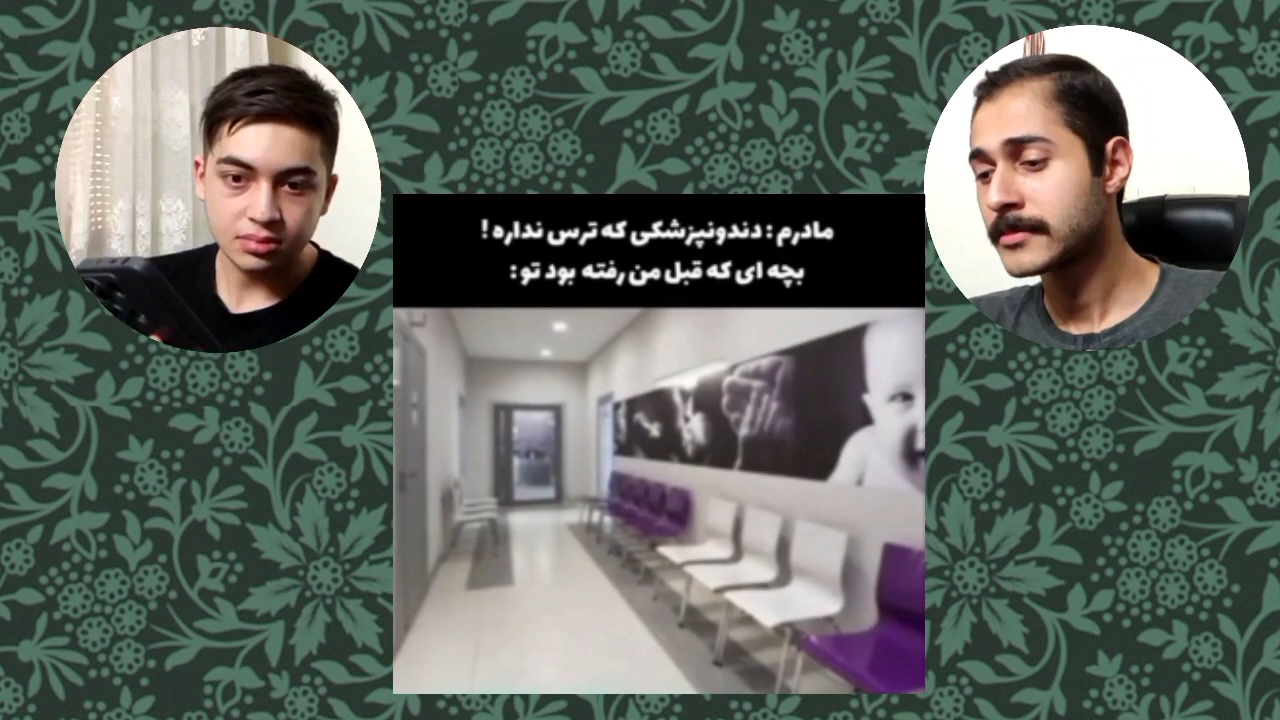 مادرم : دندونپزشکی که ترس نداره !
بچه ای که قبل من رفته بود تو :